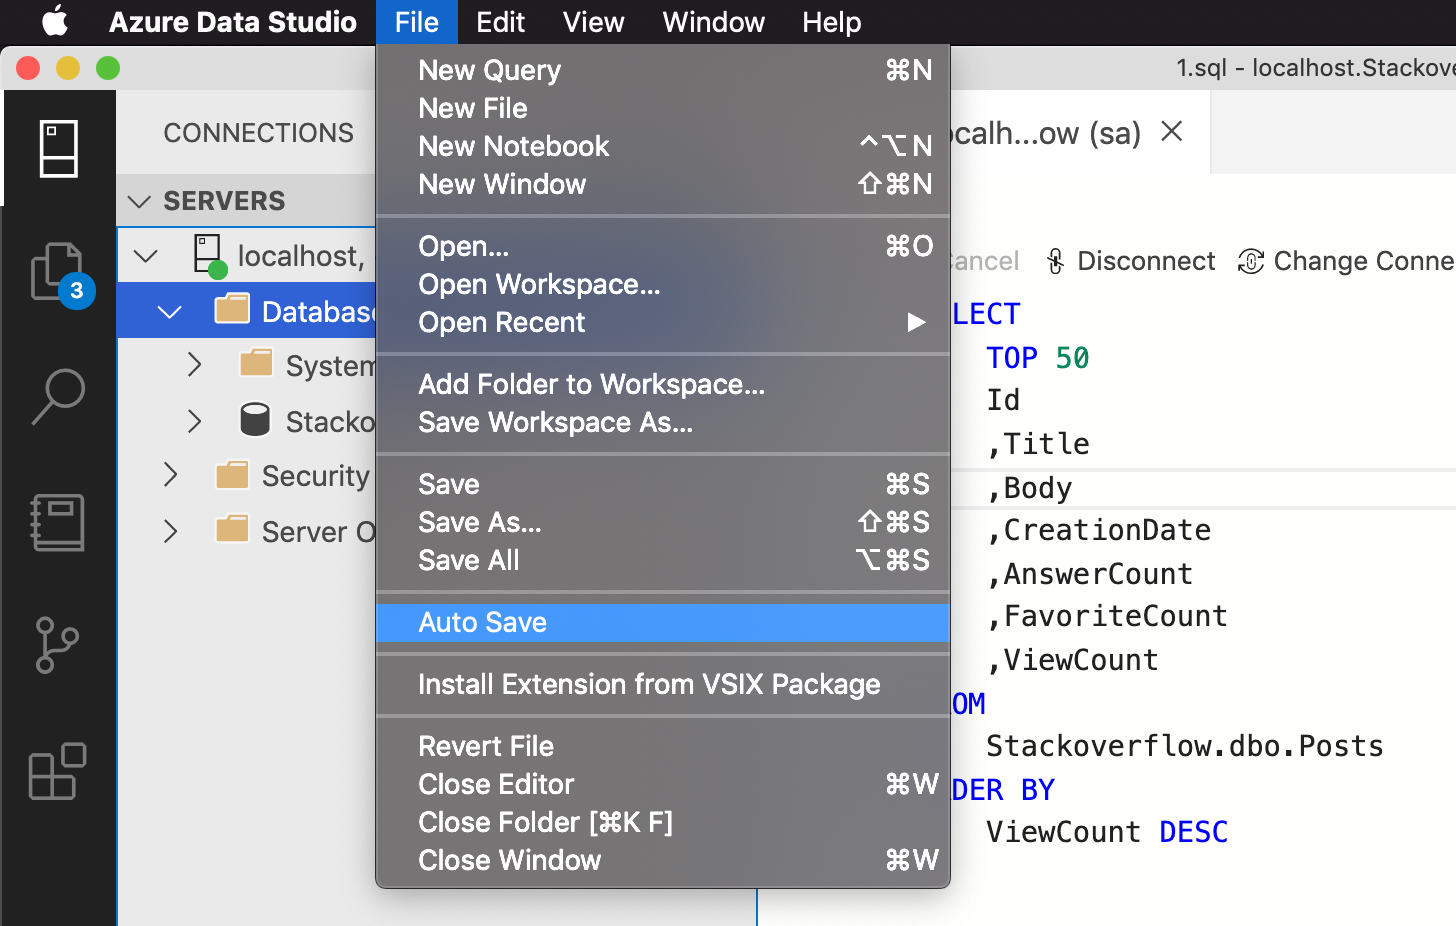 Azure Data Studio File Edit View Window Help
1.sql - localhost.Stackove
New Query ⌘N
New File
New Notebook ^⌥N
New Window ⇧⌘N
Open... ⌘O
Open Workspace...
Open Recent ▶
Add Folder to Workspace...
Save Workspace As...
Save ⌘S
Save As... ⇧⌘S
Save All ⌥⌘S
Auto Save
Install Extension from VSIX Package
Revert File
Close Editor ⌘W
Close Folder [⌘K F]
Close Window ⌘W
3
CONNECTIONS
SERVERS
localhost,
Databas
System
Stacko
Security
Server O
ocalh...ow (sa)
ancel Disconnect Change Conne
LECT
TOP 50
Id
,Title
,Body
,CreationDate
,AnswerCount
,FavoriteCount
,ViewCount
OM
Stackoverflow.dbo.Posts
DER BY
ViewCount DESC